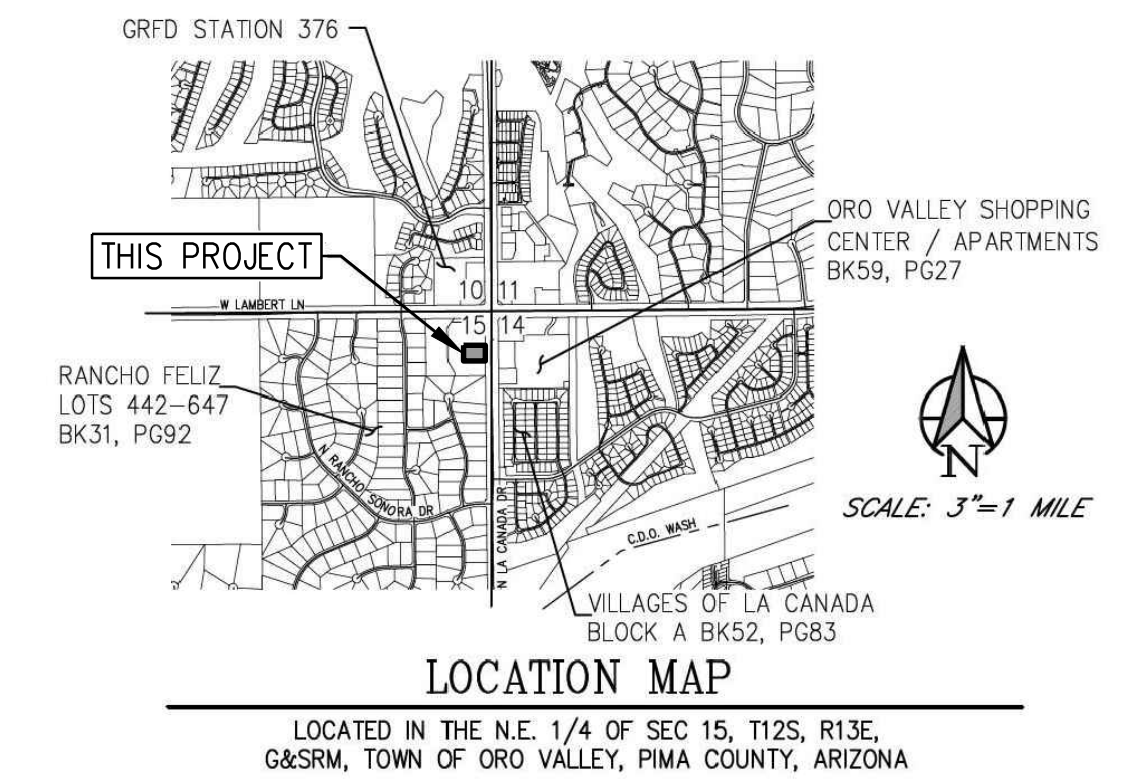 GRFD STATION 376
ORO VALLEY SHOPPING
CENTER / APARTMENTS
BK59, PG27
THIS PROJECT
10 11
W LAMBERT LN
15 14
RANCHO FELIZ
LOTS 442-647
BK31, PG92
N RANCHO SONORA DR
N LA CANADA DR
C.D.O. WASH
N
SCALE: 3"=1 MILE
VILLAGES OF LA CANADA
BLOCK A BK52, PG83
LOCATION MAP
LOCATED IN THE N.E. 1/4 OF SEC 15, T12S, R13E,
G&SRM, TOWN OF ORO VALLEY, PIMA COUNTY, ARIZONA